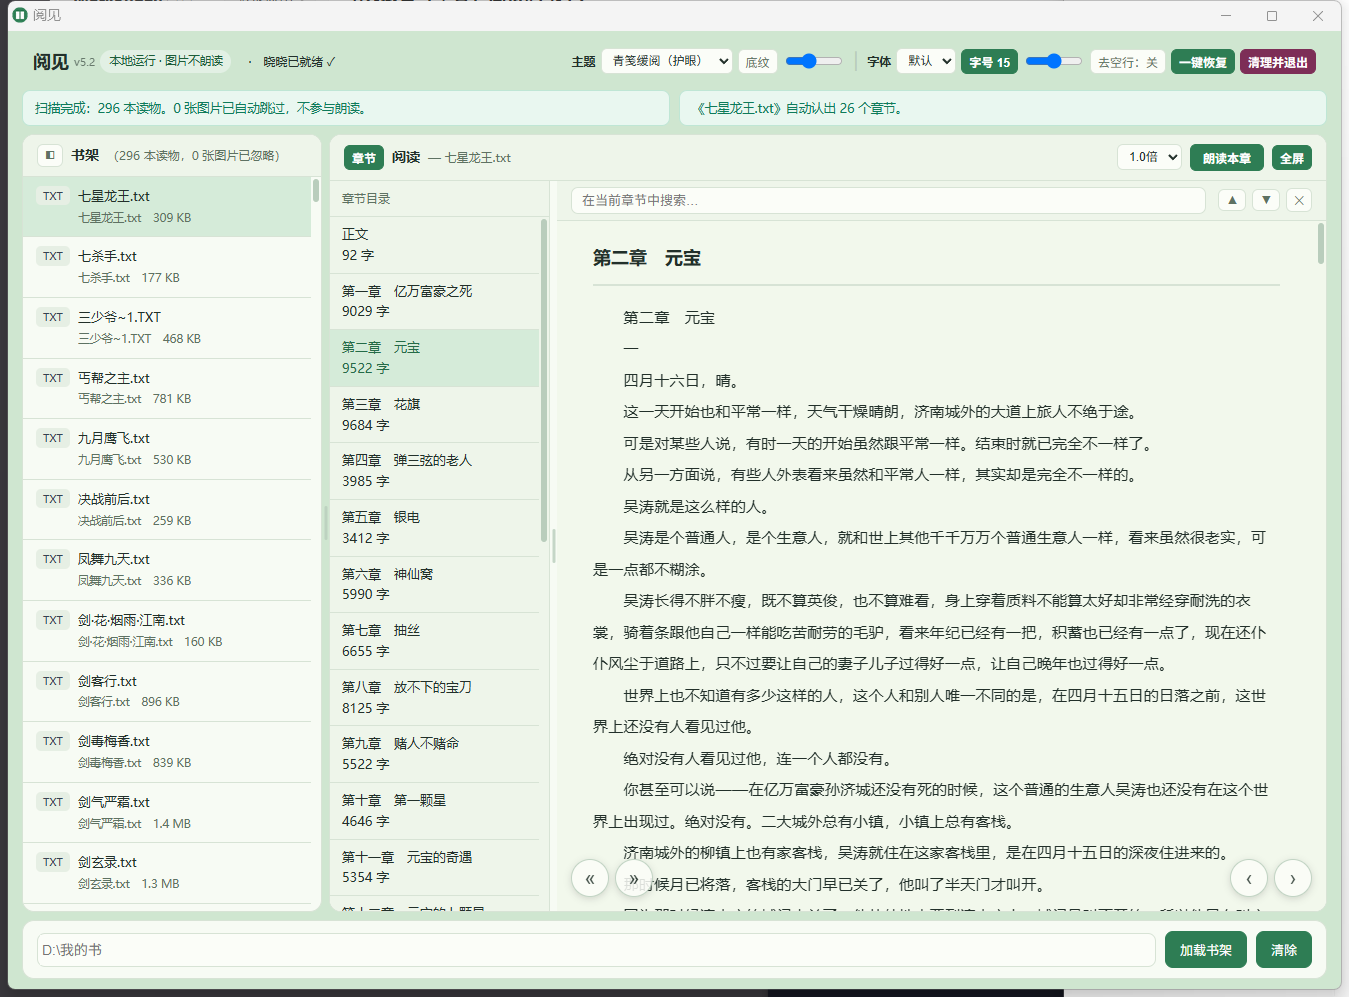 阅见
阅见 v5.2 本地运行 · 图片不朗读 · 晓晓已就绪 ✓ 主题 青笺缓阅（护眼） 底纹 字体 默认 字号 15 去空行：关 一键恢复 清理并退出
扫描完成：296 本读物。0 张图片已自动跳过，不参与朗读。
《七星龙王.txt》自动认出 26 个章节。
书架 （296 本读物，0 张图片已忽略）
TXT 七星龙王.txt
七星龙王.txt 309 KB
TXT 七杀手.txt
七杀手.txt 177 KB
TXT 三少爷~1.TXT
三少爷~1.TXT 468 KB
TXT 丐帮之主.txt
丐帮之主.txt 781 KB
TXT 九月鹰飞.txt
九月鹰飞.txt 530 KB
TXT 决战前后.txt
决战前后.txt 259 KB
TXT 凤舞九天.txt
凤舞九天.txt 336 KB
TXT 剑·花·烟雨·江南.txt
剑·花·烟雨·江南.txt 160 KB
TXT 剑客行.txt
剑客行.txt 896 KB
TXT 剑毒梅香.txt
剑毒梅香.txt 839 KB
TXT 剑气严霜.txt
剑气严霜.txt 1.4 MB
TXT 剑玄录.txt
剑玄录.txt 1.3 MB
章节 阅读 — 七星龙王.txt 1.0倍 朗读本章 全屏
章节目录
正文
92 字
第一章 亿万富豪之死
9029 字
第二章 元宝
9522 字
第三章 花旗
9684 字
第四章 弹三弦的老人
3985 字
第五章 银电
3412 字
第六章 神仙窝
5990 字
第七章 抽丝
6655 字
第八章 放不下的宝刀
8125 字
第九章 赌人不赌命
5522 字
第十章 第一颗星
4646 字
第十一章 元宝的奇遇
5354 字
在当前章节中搜索...
第二章 元宝
第二章 元宝
一
四月十六日，晴。
这一天开始也和平常一样，天气干燥晴朗，济南城外的大道上旅人不绝于途。
可是对某些人说，有时一天的开始虽然跟平常一样。结束时就已完全不一样了。
从另一方面说，有些人外表看来虽然和平常人一样，其实却是完全不一样的。
吴涛就是这么样的人。
吴涛是个普通人，是个生意人，就和世上其他千千万万个普通生意人一样，看来虽然很老实，可
是一点都不糊涂。
吴涛长得不胖不瘦，既不算英俊，也不算难看，身上穿着质料不能算太好却非常经穿耐洗的衣
裳，骑着条跟他自己一样能吃苦耐劳的毛驴，看来年纪已经有一把，积蓄也已经有一点了，现在还仆
仆风尘于道路上，只不过要让自己的妻子儿子过得好一点，让自己晚年也过得好一点。
世界上也不知道有多少这样的人，这个人和别人唯一不同的是，在四月十五日的日落之前，这世
界上还没有人看见过他。
绝对没有人看见过他，连一个人都没有。
你甚至可以说——在亿万富豪孙济城还没有死的时候，这个普通的生意人吴涛也还没有在这个世
界上出现过。绝对没有。二大城外总有小镇，小镇上总有客栈。
济南城外的柳镇上也有家客栈，吴涛就住在这家客栈里，是在四月十五日的深夜住进来的。
那时候月已将落，客栈的大门早已关了，他叫了半天门才叫开。
D:\我的书 加载书架 清除